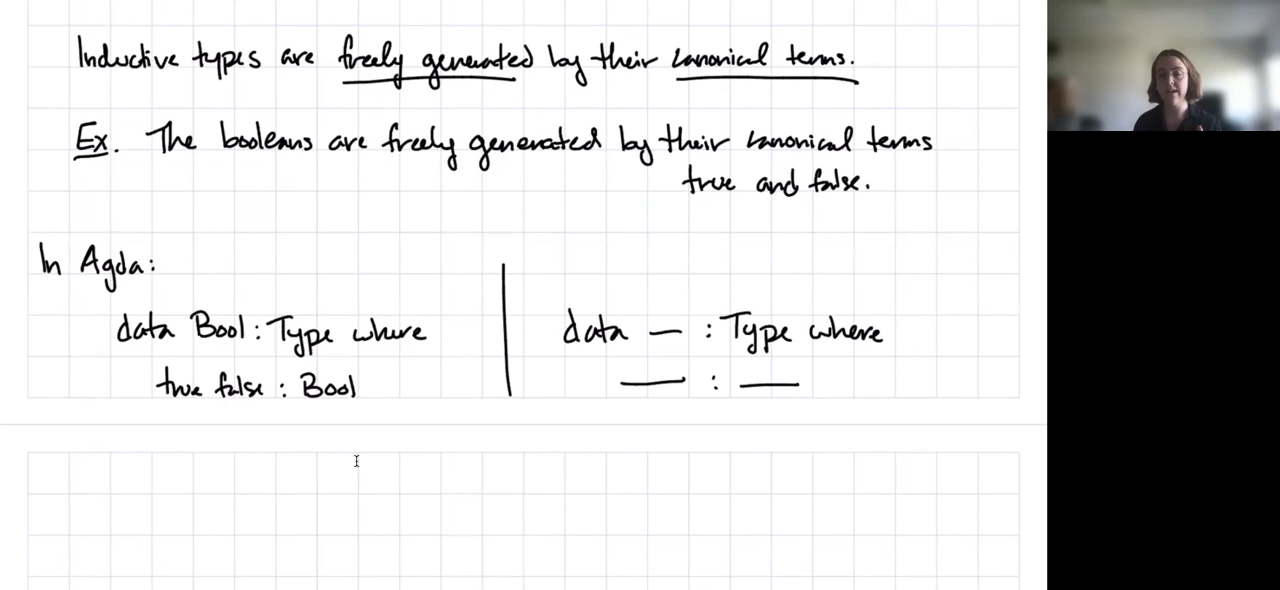 Inductive types are freely generated by their canonical terms.
Ex. The booleans are freely generated by their canonical terms
true and false.
In Agda:
data Bool : Type where
true false : Bool
data — : Type where
— : —